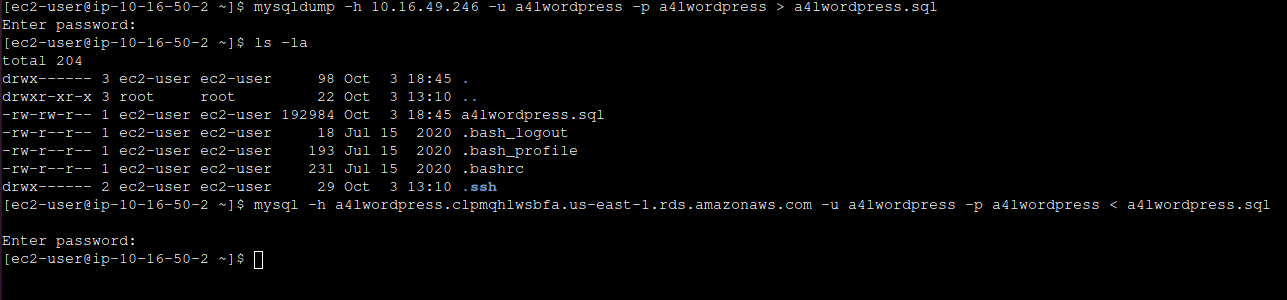 [ec2-user@ip-10-16-50-2 ~]$ mysqldump -h 10.16.49.246 -u a4lwordpress -p a4lwordpress > a4lwordpress.sql
Enter password:
[ec2-user@ip-10-16-50-2 ~]$ ls -la
total 204
drwx------ 3 ec2-user ec2-user     98 Oct  3 18:45 .
drwxr-xr-x 3 root     root         22 Oct  3 13:10 ..
-rw-rw-r-- 1 ec2-user ec2-user 192984 Oct  3 18:45 a4lwordpress.sql
-rw-r--r-- 1 ec2-user ec2-user     18 Jul 15  2020 .bash_logout
-rw-r--r-- 1 ec2-user ec2-user    193 Jul 15  2020 .bash_profile
-rw-r--r-- 1 ec2-user ec2-user    231 Jul 15  2020 .bashrc
drwx------ 2 ec2-user ec2-user     29 Oct  3 13:10 .ssh
[ec2-user@ip-10-16-50-2 ~]$ mysql -h a4lwordpress.clpmqhlwsbfa.us-east-1.rds.amazonaws.com -u a4lwordpress -p a4lwordpress < a4lwordpress.sql
Enter password:
[ec2-user@ip-10-16-50-2 ~]$